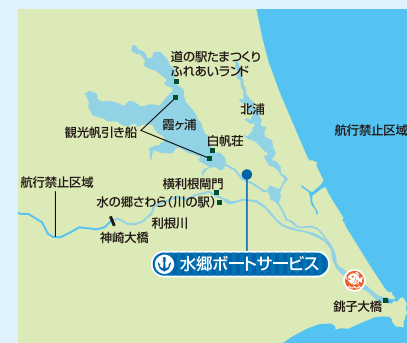 道の駅たまつくり
ふれあいランド
北浦
霞ヶ浦
観光帆引き船
航行禁止区域
白帆荘
航行禁止区域
横利根閘門
水の郷さわら(川の駅)
利根川
神崎大橋
水郷ボートサービス
銚子大橋